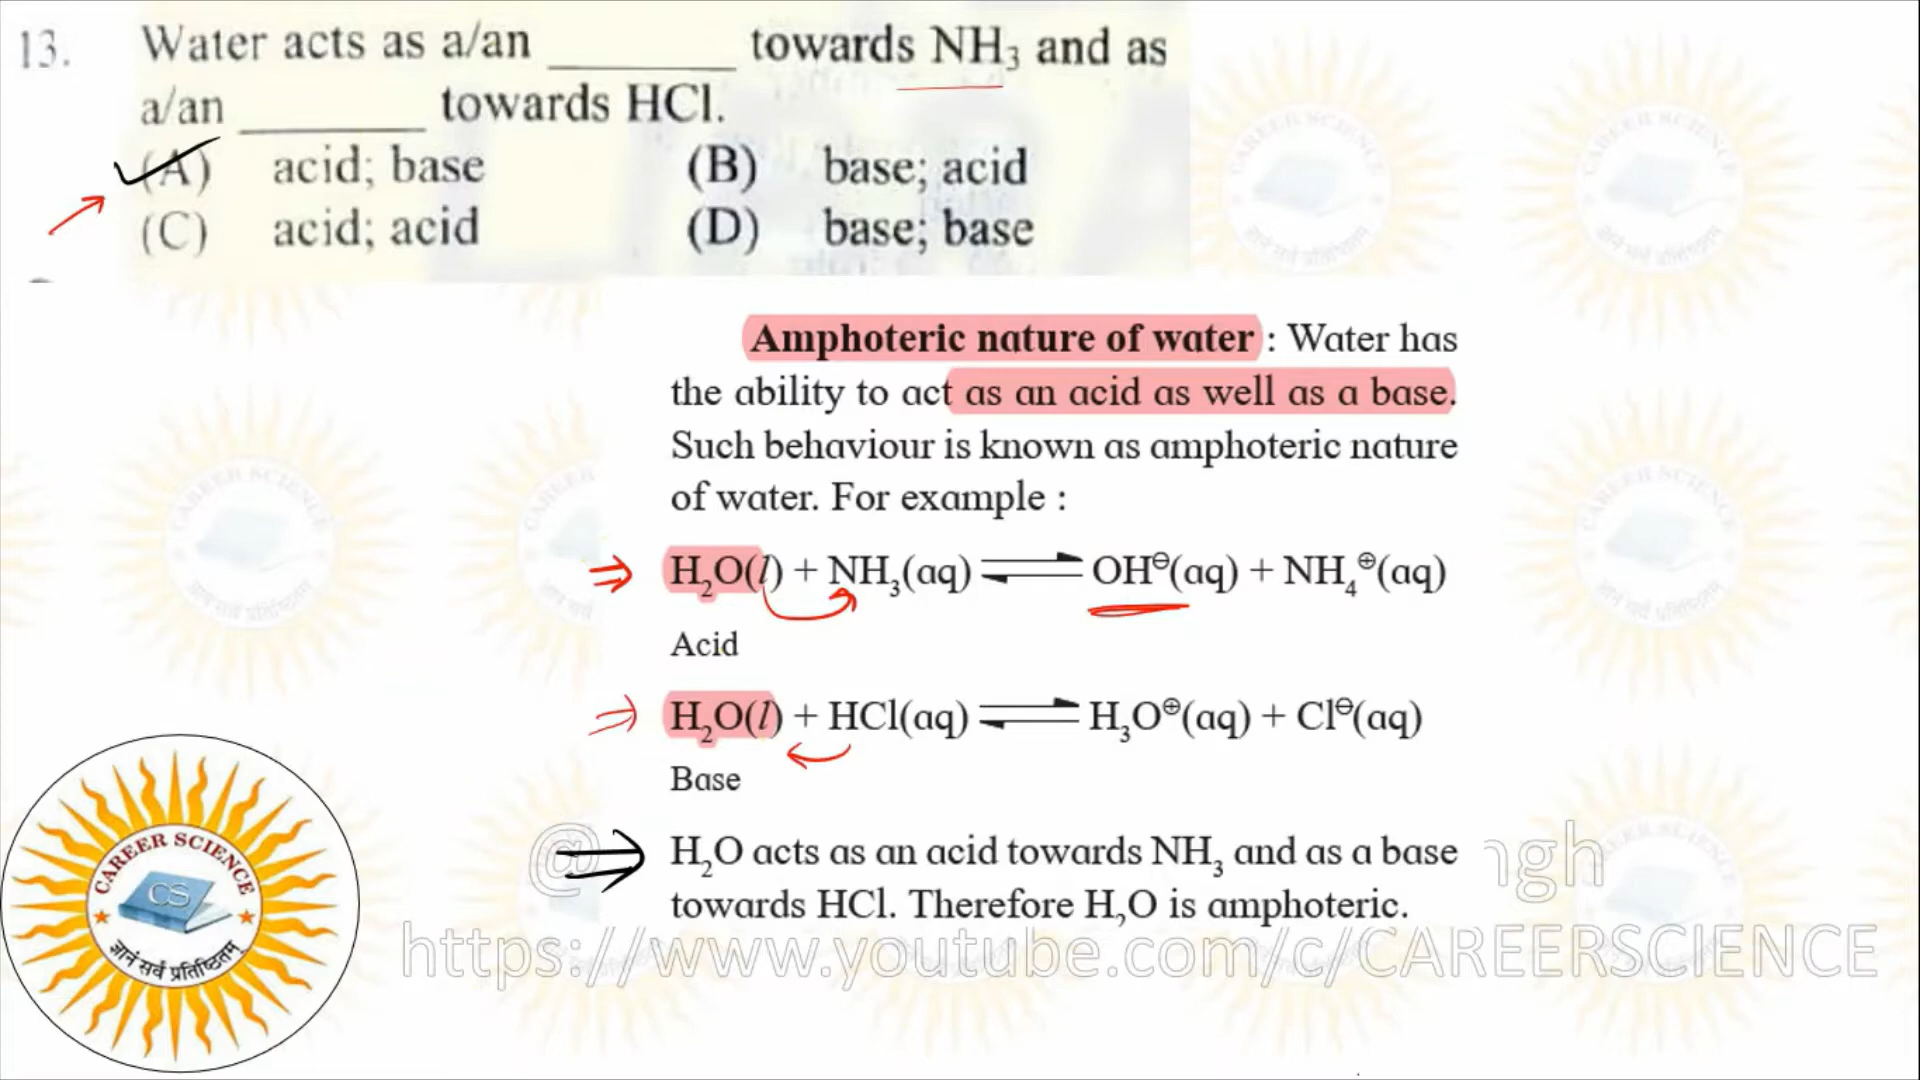 13. Water acts as a/an ________ towards NH₃ and as
a/an ________ towards HCl.
(A) acid; base (B) base; acid
(C) acid; acid (D) base; base
Amphoteric nature of water : Water has
the ability to act as an acid as well as a base.
Such behaviour is known as amphoteric nature
of water. For example :
H₂O(l) + NH₃(aq) ⇌ OH⊖(aq) + NH₄⊕(aq)
Acid
H₂O(l) + HCl(aq) ⇌ H₃O⊕(aq) + Cl⊖(aq)
Base
H₂O acts as an acid towards NH₃ and as a base
towards HCl. Therefore H₂O is amphoteric.
https://www.youtube.com/c/CAREERSCIENCE
CAREER SCIENCE
CS
ज्ञानं सर्वं प्रतिष्ठितम्